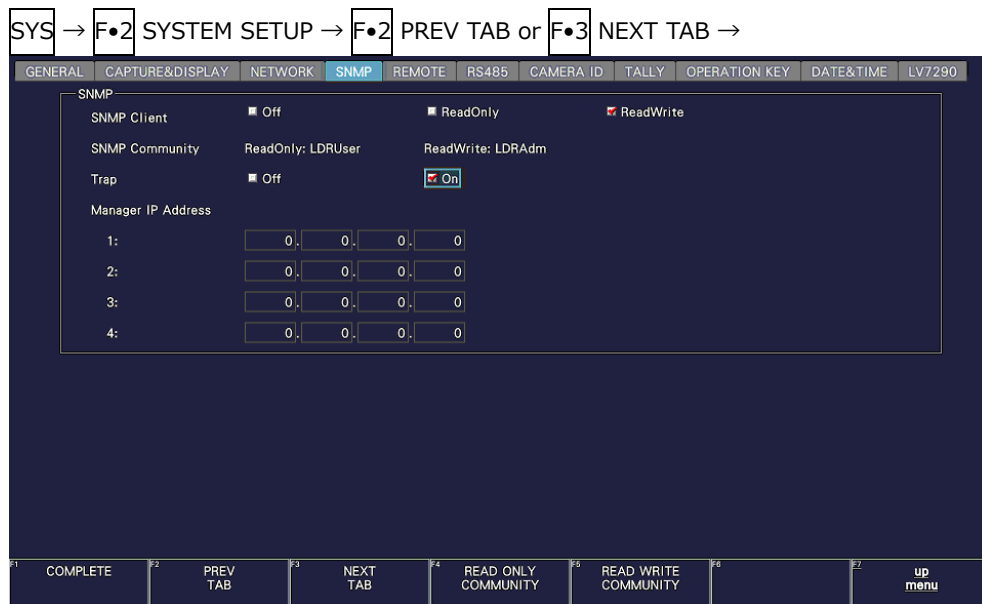 SYS → F•2 SYSTEM SETUP → F•2 PREV TAB or F•3 NEXT TAB →
GENERAL CAPTURE&DISPLAY NETWORK SNMP REMOTE RS485 CAMERA ID TALLY OPERATION KEY DATE&TIME LV7290
SNMP
SNMP Client Off ReadOnly ReadWrite
SNMP Community ReadOnly: LDRUser ReadWrite: LDRAdm
Trap Off On
Manager IP Address
1: 0. 0. 0. 0
2: 0. 0. 0. 0
3: 0. 0. 0. 0
4: 0. 0. 0. 0
F1 COMPLETE F2 PREV TAB F3 NEXT TAB F4 READ ONLY COMMUNITY F5 READ WRITE COMMUNITY F6 F7 up menu